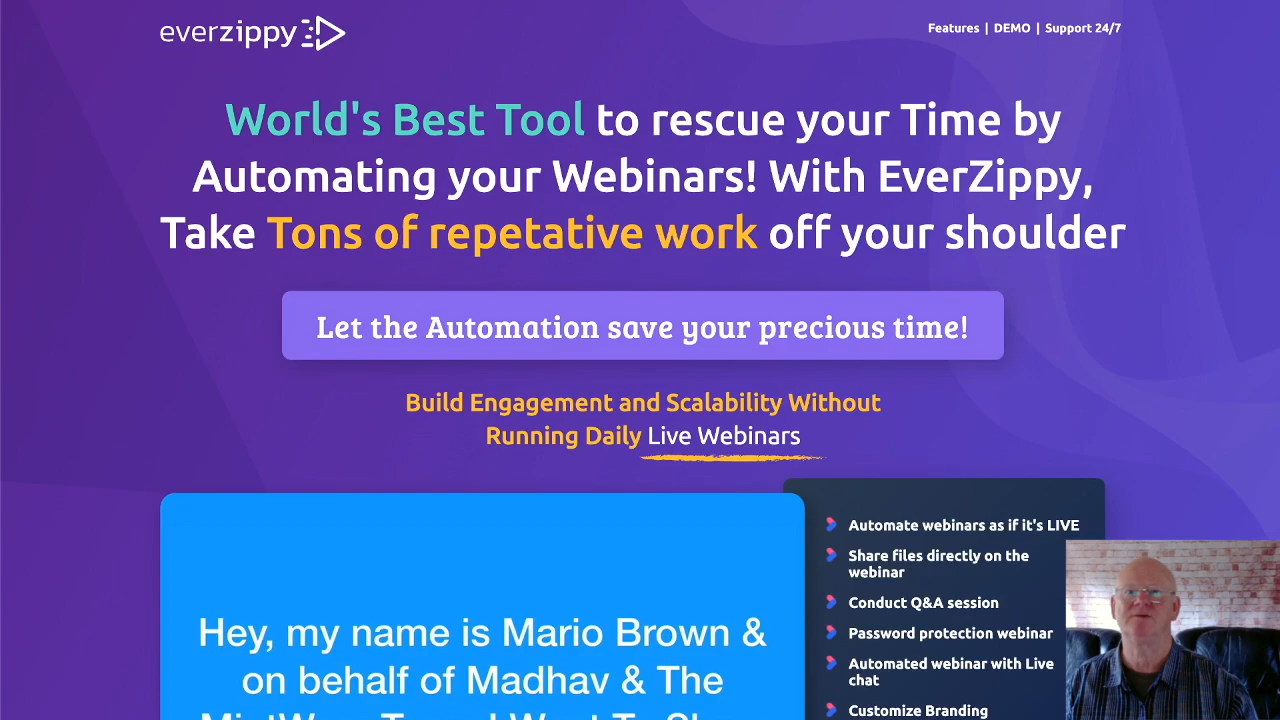 everzippy
Features | DEMO | Support 24/7
World's Best Tool to rescue your Time by
Automating your Webinars! With EverZippy,
Take Tons of repetative work off your shoulder
Let the Automation save your precious time!
Build Engagement and Scalability Without
Running Daily Live Webinars
Hey, my name is Mario Brown &
on behalf of Madhav & The
Automate webinars as if it's LIVE
Share files directly on the
webinar
Conduct Q&A session
Password protection webinar
Automated webinar with Live
chat
Customize Branding